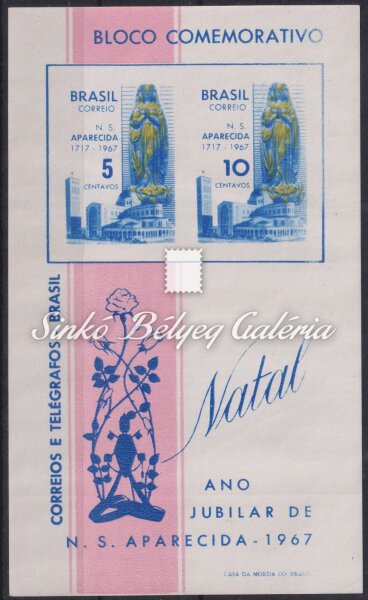 BLOCO COMEMORATIVO
BRASIL
CORREIO
N. S.
APARECIDA
1717 - 1967
5
CENTAVOS
BRASIL
CORREIO
N. S.
APARECIDA
1717 - 1967
10
CENTAVOS
CORREIOS E TELÉGRAFOS BRASIL
Sinkó Bélyeg Galéria
Natal
ANO
JUBILAR DE
N. S. APARECIDA - 1967
CASA DA MOEDA DO BRASIL